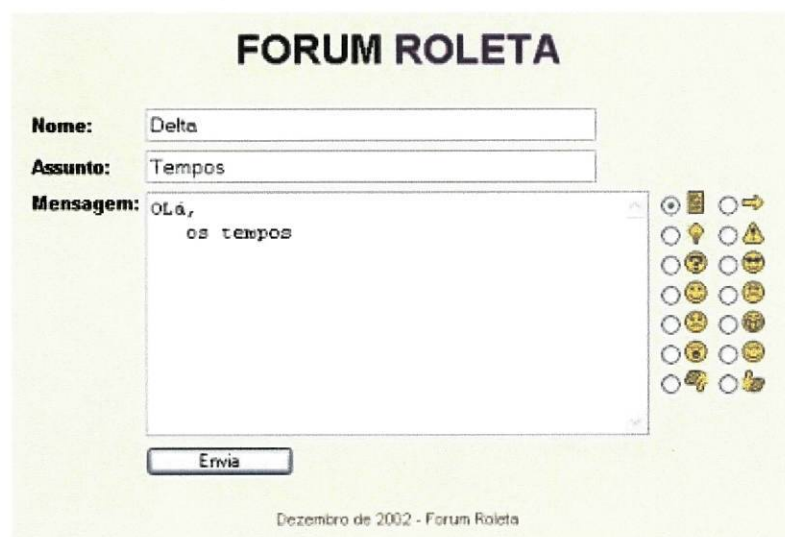 FORUM ROLETA
Nome: Delta
Assunto: Tempos
Mensagem: OLá,
os tempos
Envia
Dezembro de 2002 - Forum Roleta